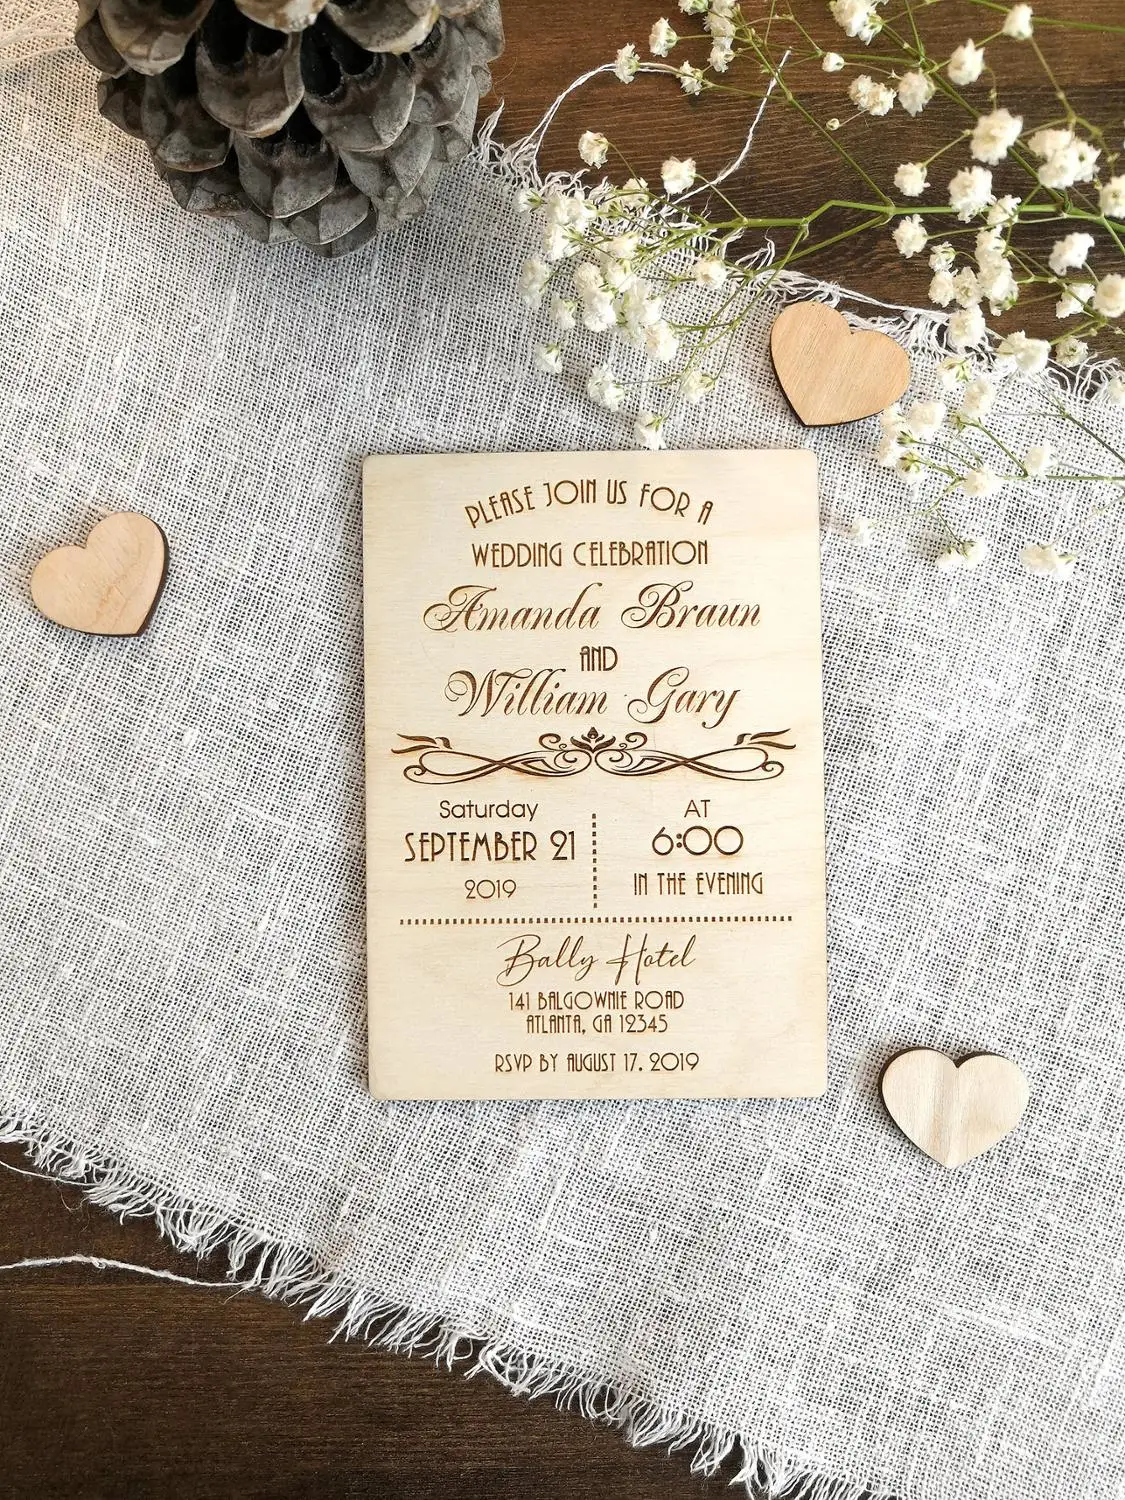 PLEASE JOIN US FOR A
WEDDING CELEBRATION
Amanda Braun
AND
William Gary
Saturday
SEPTEMBER 21
2019
AT
6:00
IN THE EVENING
Bally Hotel
141 BALGOWNIE ROAD
ATLANTA, GA 12345
RSVP BY AUGUST 17. 2019